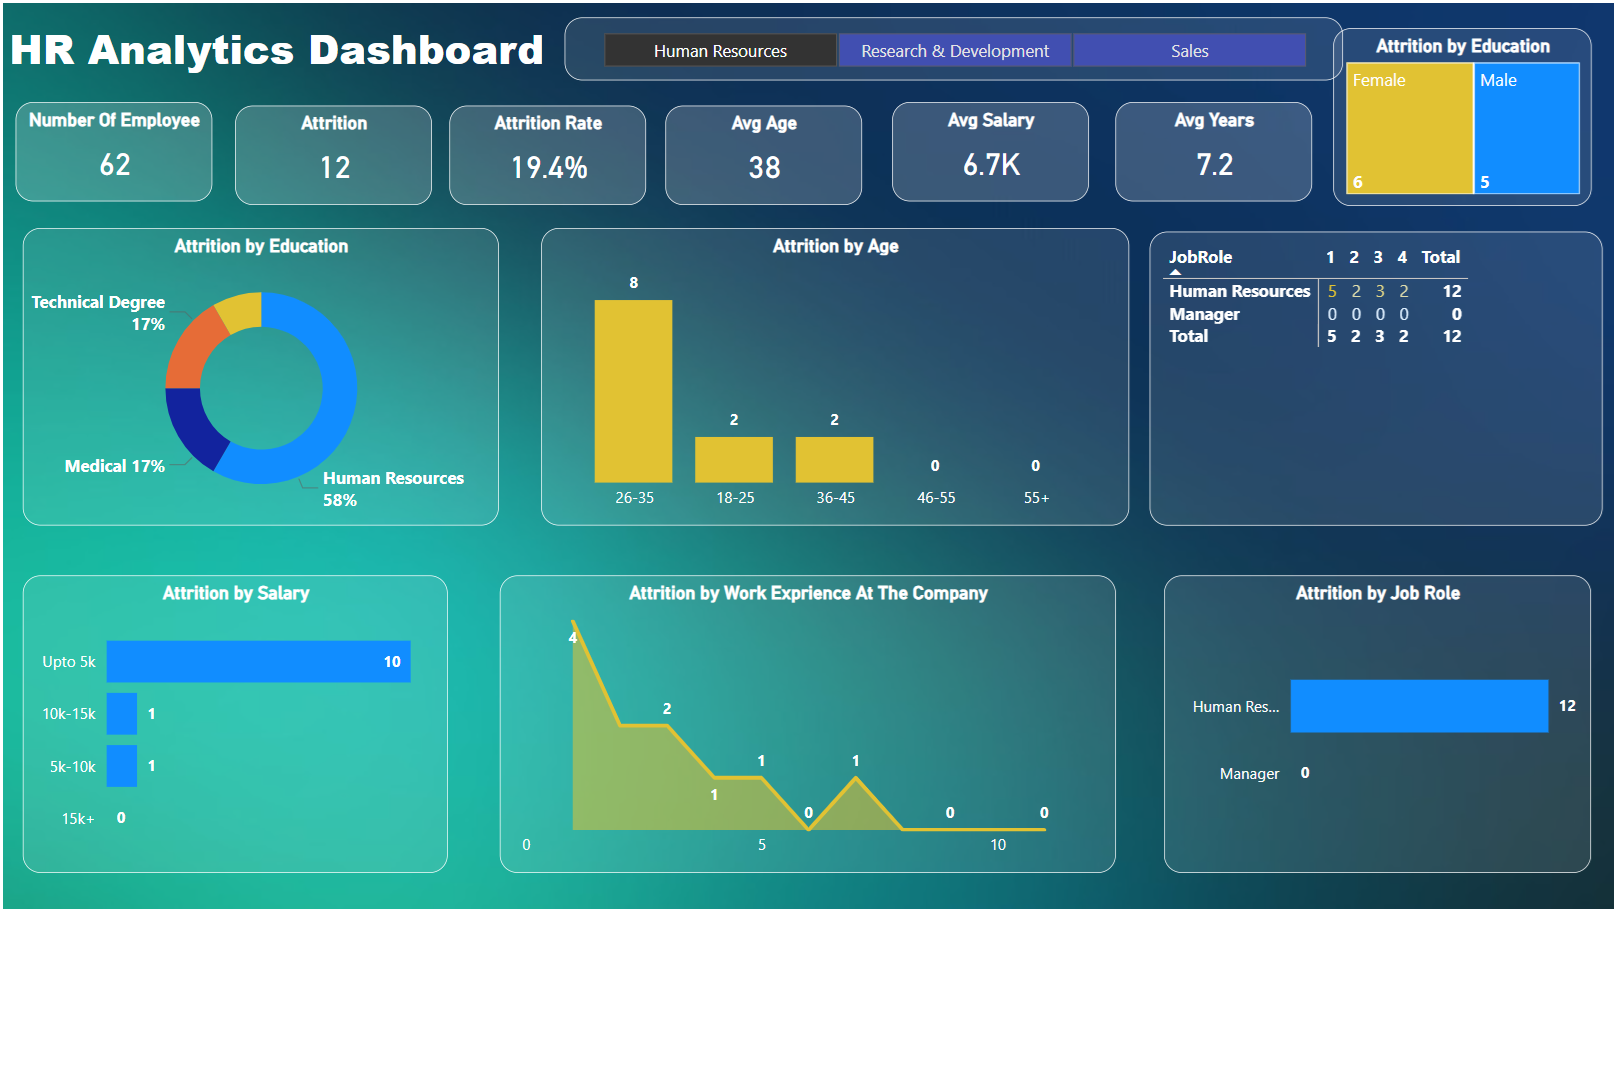 HR Analytics Dashboard
Human Resources
Research & Development
Sales
Attrition by Education
Female
Male
6
5
Number Of Employee
62
Attrition
12
Attrition Rate
19.4%
Avg Age
38
Avg Salary
6.7K
Avg Years
7.2
Attrition by Education
Technical Degree
17%
Medical 17%
Human Resources
58%
Attrition by Age
8
2
2
0
0
26-35
18-25
36-45
46-55
55+
JobRole 1 2 3 4 Total
Human Resources 5 2 3 2 12
Manager 0 0 0 0 0
Total 5 2 3 2 12
Attrition by Salary
Upto 5k 10
10k-15k 1
5k-10k 1
15k+ 0
Attrition by Work Exprience At The Company
4
2
1
1
0
1
0
0
0
5
10
Attrition by Job Role
Human Res... 12
Manager 0